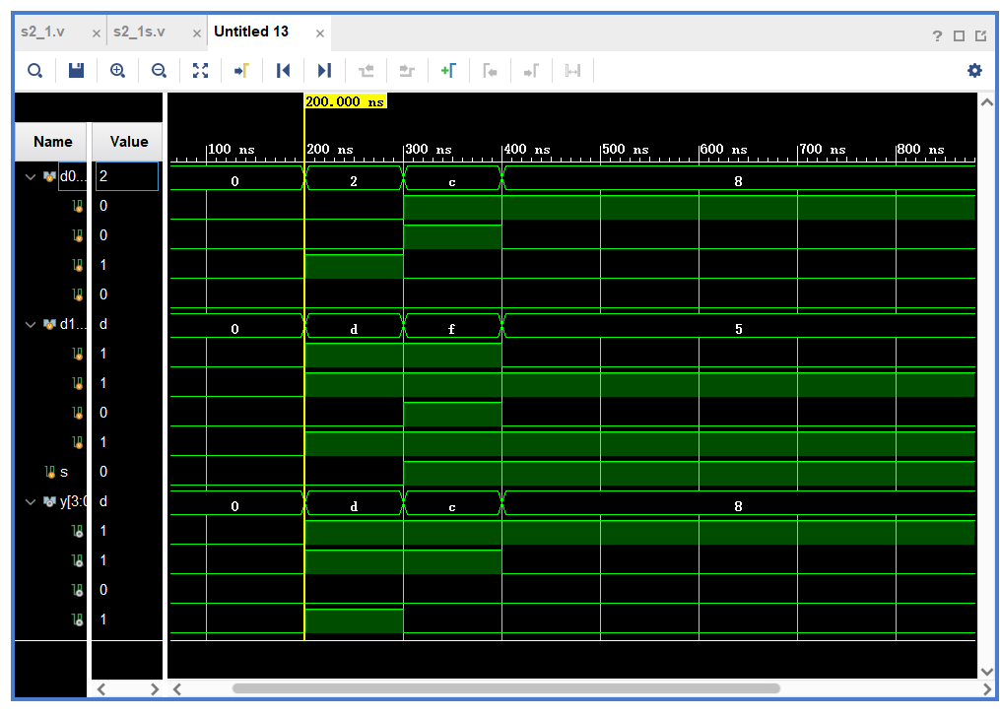 s2_1.v × s2_1s.v × Untitled 13 ×
200.000 ns
Name Value
100 ns 200 ns 300 ns 400 ns 500 ns 600 ns 700 ns 800 ns
d0... 2 0 2 c 8
0
0
1
0
d1... d 0 d f 5
1
1
0
1
s 0
y[3:0 d 0 d c 8
1
1
0
1